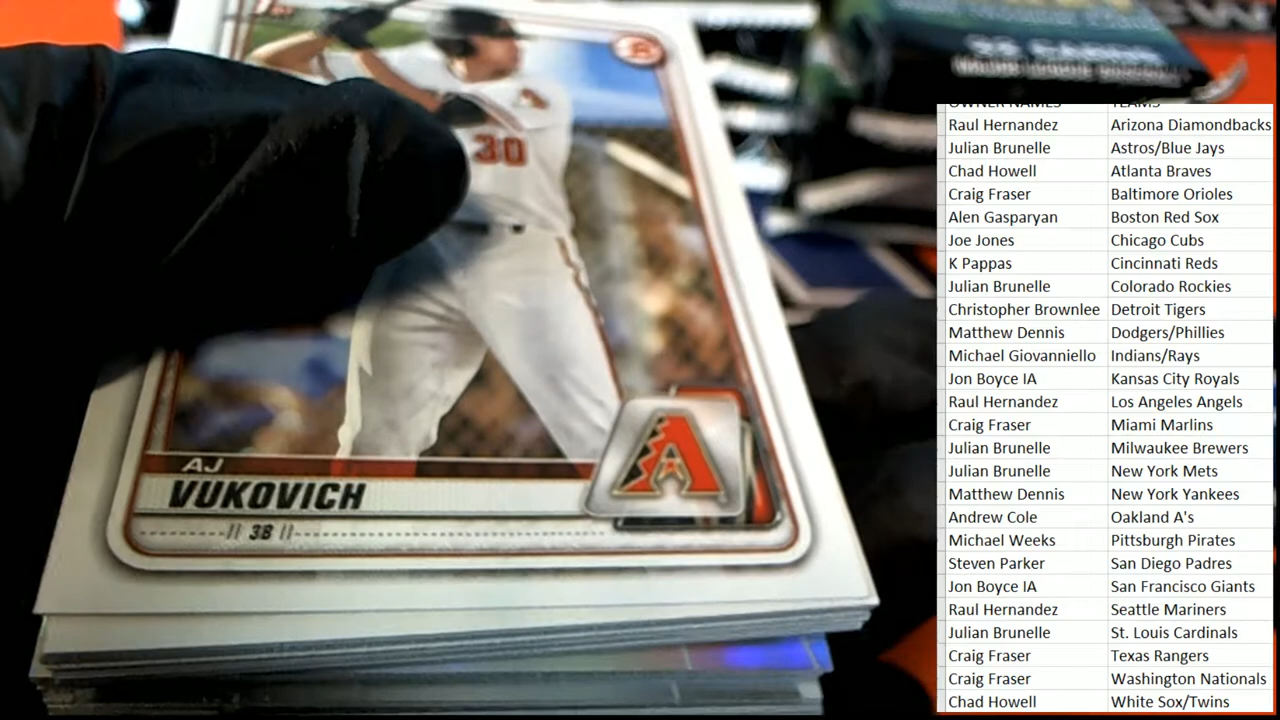 30
AJ
VUKOVICH
3B
CARDS
MAJOR LEAGUE BASEBALL
OWNER NAMES TEAMS
Raul Hernandez Arizona Diamondbacks
Julian Brunelle Astros/Blue Jays
Chad Howell Atlanta Braves
Craig Fraser Baltimore Orioles
Alen Gasparyan Boston Red Sox
Joe Jones Chicago Cubs
K Pappas Cincinnati Reds
Julian Brunelle Colorado Rockies
Christopher Brownlee Detroit Tigers
Matthew Dennis Dodgers/Phillies
Michael Giovanniello Indians/Rays
Jon Boyce IA Kansas City Royals
Raul Hernandez Los Angeles Angels
Craig Fraser Miami Marlins
Julian Brunelle Milwaukee Brewers
Julian Brunelle New York Mets
Matthew Dennis New York Yankees
Andrew Cole Oakland A's
Michael Weeks Pittsburgh Pirates
Steven Parker San Diego Padres
Jon Boyce IA San Francisco Giants
Raul Hernandez Seattle Mariners
Julian Brunelle St. Louis Cardinals
Craig Fraser Texas Rangers
Craig Fraser Washington Nationals
Chad Howell White Sox/Twins